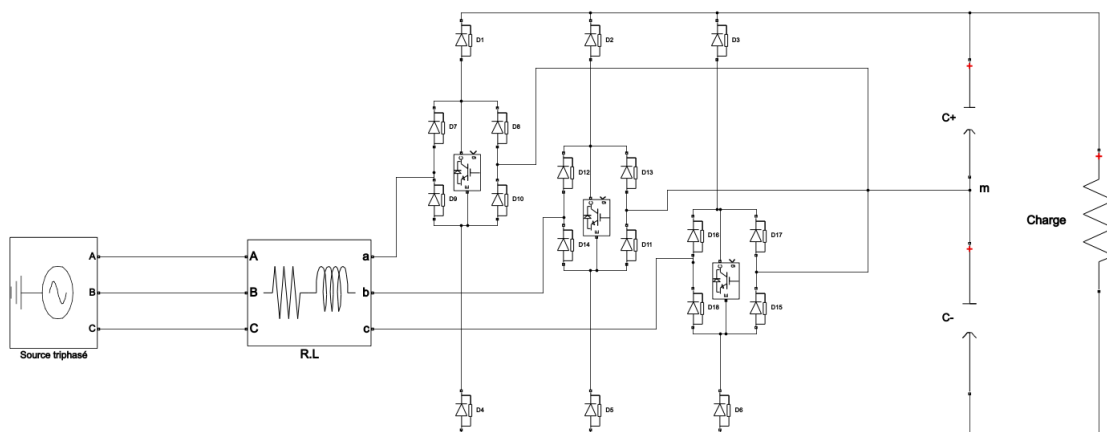 D1
D2
D3
D7
D8
C
g
E
D9
D10
D12
D13
C
g
E
D14
D11
D16
D17
C
g
E
D18
D15
D4
D5
D6
A
B
C
Source triphasé
A
B
C
a
b
c
R.L
C+
m
C-
Charge